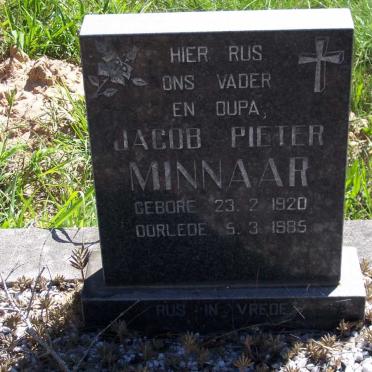 HIER RUS
ONS VADER
EN OUPA,
JACOB PIETER
MINNAAR
GEBORE 23.2.1920
OORLEDE 5.3.1985
RUS IN VREDE